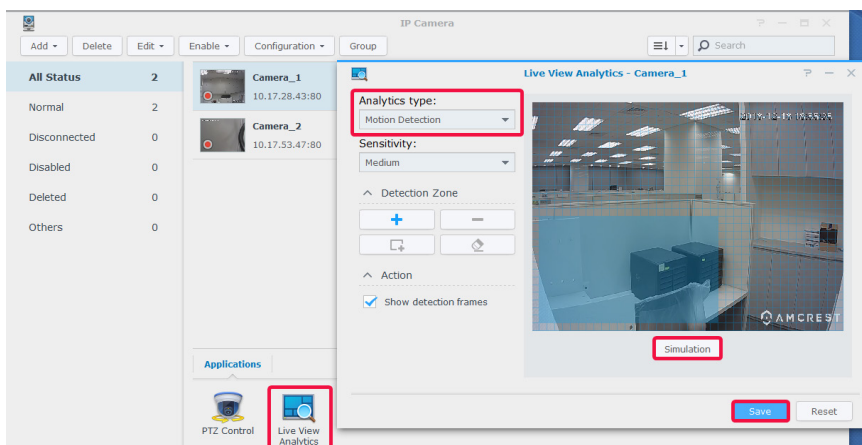 IP Camera
Add Delete Edit Enable Configuration Group Search
All Status 2
Normal 2
Disconnected 0
Disabled 0
Deleted 0
Others 0
Camera_1
10.17.28.43:80
Camera_2
10.17.53.47:80
Applications
PTZ Control
Live View
Analytics
Live View Analytics - Camera_1
Analytics type:
Motion Detection
Sensitivity:
Medium
Detection Zone
Action
Show detection frames
AMCREST
Simulation
Save Reset